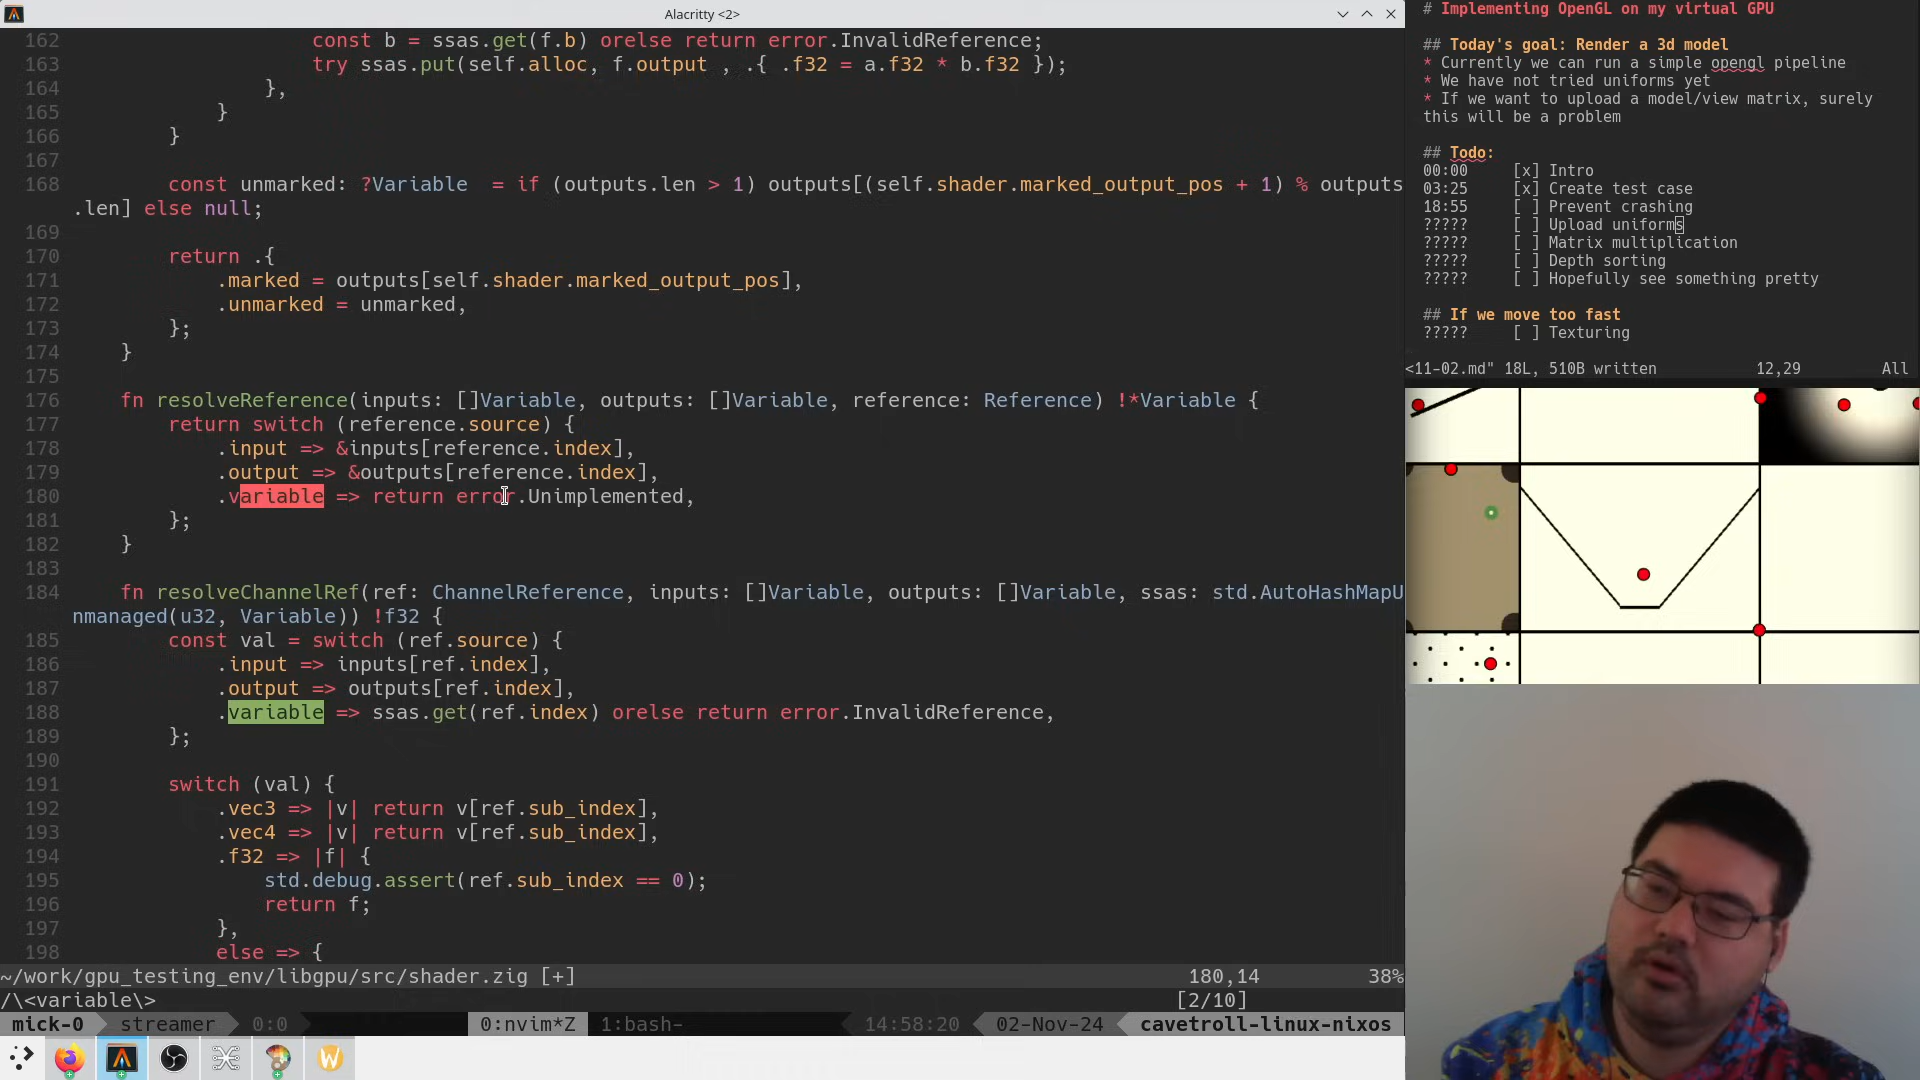 Alacritty <2>
162 const b = ssas.get(f.b) orelse return error.InvalidReference;
163 try ssas.put(self.alloc, f.output , .{ .f32 = a.f32 * b.f32 });
164 },
165 }
166 }
167
168 const unmarked: ?Variable  = if (outputs.len > 1) outputs[(self.shader.marked_output_pos + 1) % outputs
.len] else null;
169
170 return .{
171 .marked = outputs[self.shader.marked_output_pos],
172 .unmarked = unmarked,
173 };
174 }
175
176 fn resolveReference(inputs: []Variable, outputs: []Variable, reference: Reference) !*Variable {
177 return switch (reference.source) {
178 .input => &inputs[reference.index],
179 .output => &outputs[reference.index],
180 .variable => return error.Unimplemented,
181 };
182 }
183
184 fn resolveChannelRef(ref: ChannelReference, inputs: []Variable, outputs: []Variable, ssas: std.AutoHashMapU
nmanaged(u32, Variable)) !f32 {
185 const val = switch (ref.source) {
186 .input => inputs[ref.index],
187 .output => outputs[ref.index],
188 .variable => ssas.get(ref.index) orelse return error.InvalidReference,
189 };
190
191 switch (val) {
192 .vec3 => |v| return v[ref.sub_index],
193 .vec4 => |v| return v[ref.sub_index],
194 .f32 => |f| {
195 std.debug.assert(ref.sub_index == 0);
196 return f;
197 },
198 else => {
~/work/gpu_testing_env/libgpu/src/shader.zig [+] 180,14 38%
/\<variable\> [2/10]
mick-0 streamer 0:0 0:nvim*Z 1:bash- 14:58:20 02-Nov-24 cavetroll-linux-nixos
# Implementing OpenGL on my virtual GPU
## Today's goal: Render a 3d model
* Currently we can run a simple opengl pipeline
* We have not tried uniforms yet
* If we want to upload a model/view matrix, surely
this will be a problem
## Todo:
00:00 [x] Intro
03:25 [x] Create test case
18:55 [ ] Prevent crashing
????? [ ] Upload uniforms
????? [ ] Matrix multiplication
????? [ ] Depth sorting
????? [ ] Hopefully see something pretty
## If we move too fast
????? [ ] Texturing
<11-02.md" 18L, 510B written 12,29 All